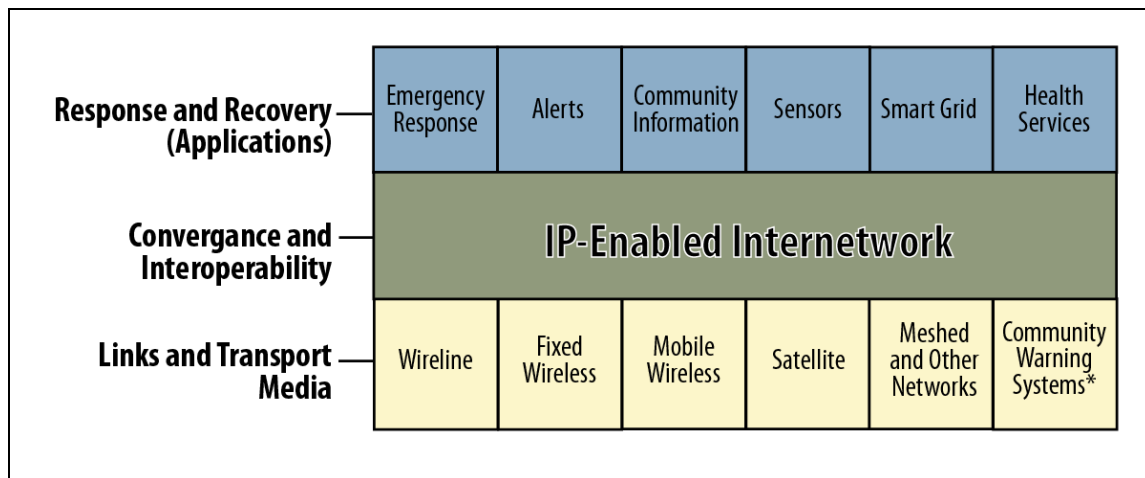 Response and Recovery
(Applications)
Emergency
Response
Alerts
Community
Information
Sensors
Smart Grid
Health
Services
Convergance and
Interoperability
IP-Enabled Internetwork
Links and Transport
Media
Wireline
Fixed
Wireless
Mobile
Wireless
Satellite
Meshed
and Other
Networks
Community
Warning
Systems*